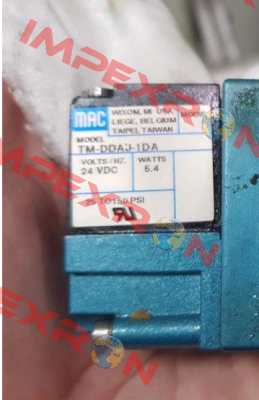 MAC
WIXOM, MI USA
LIEGE, BELGIUM
TAIPEI, TAIWAN
MODEL
TM-DDAJ-1DA
VOLTS/HZ. WATTS
24 VDC 5.4
25 TO 150 PSI
IMPEXRON
IMPEXRON
IMPEXRON